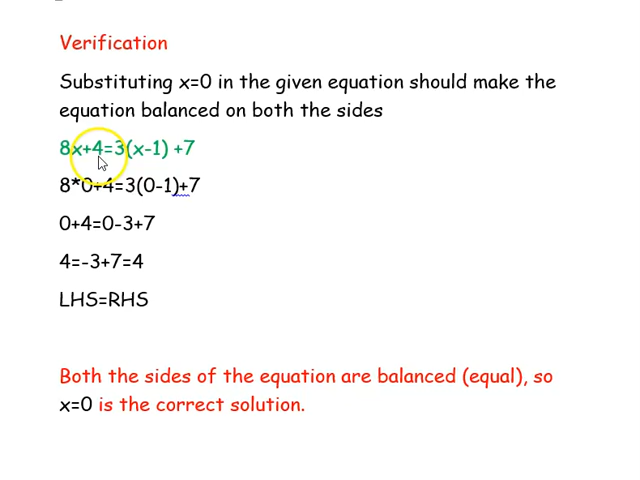 Verification
Substituting x=0 in the given equation should make the
equation balanced on both the sides
8x+4=3(x-1) +7
8*0+4=3(0-1)+7
0+4=0-3+7
4=-3+7=4
LHS=RHS
Both the sides of the equation are balanced (equal), so
x=0 is the correct solution.